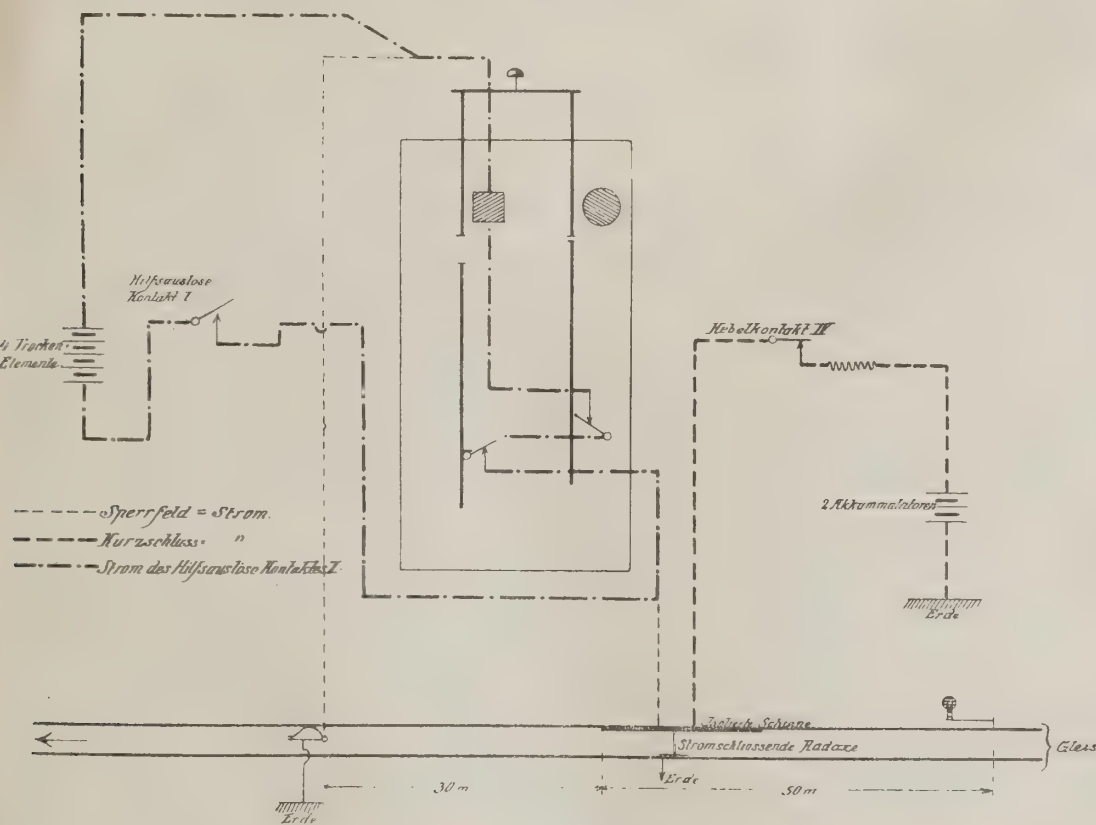 Hilfsauslöse
Kontakt I
4 Trocken-
Elemente
Hebelkontakt IV
2 Akkummulatoren
Erde
Sperrfeld = Strom.
Kurzschluss= "
Strom des Hilfsauslöse Kontaktes I.
Isolierte Schiene
Stromschliessende Radaxe
Gleis
Erde
30 m
50 m
Erde